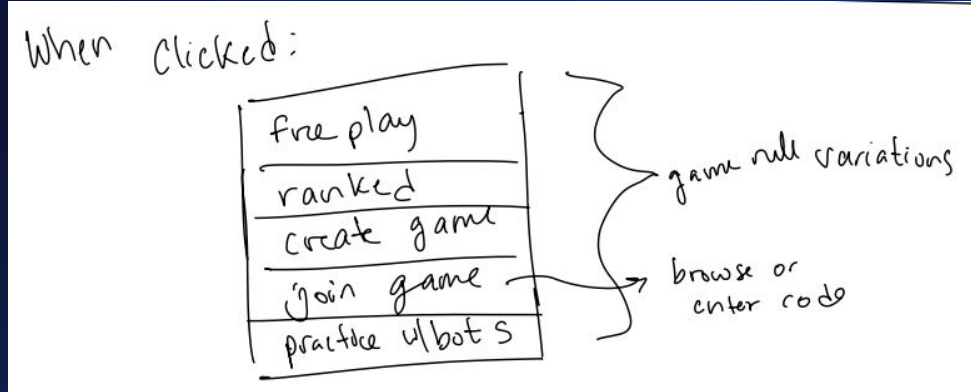 When Clicked:
free play
ranked
create game
join game
practice w/bots
game rule variations
browse or
enter code